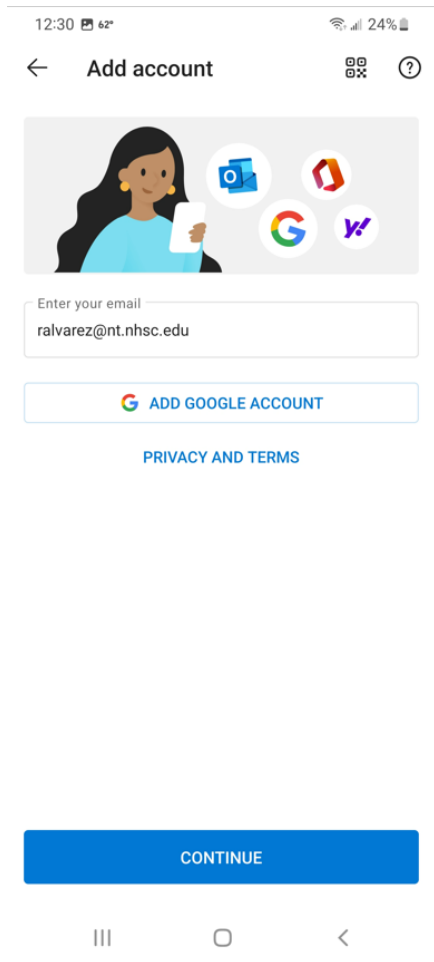 12:30 62° 24%
Add account
Enter your email
ralvarez@nt.nhsc.edu
G ADD GOOGLE ACCOUNT
PRIVACY AND TERMS
CONTINUE